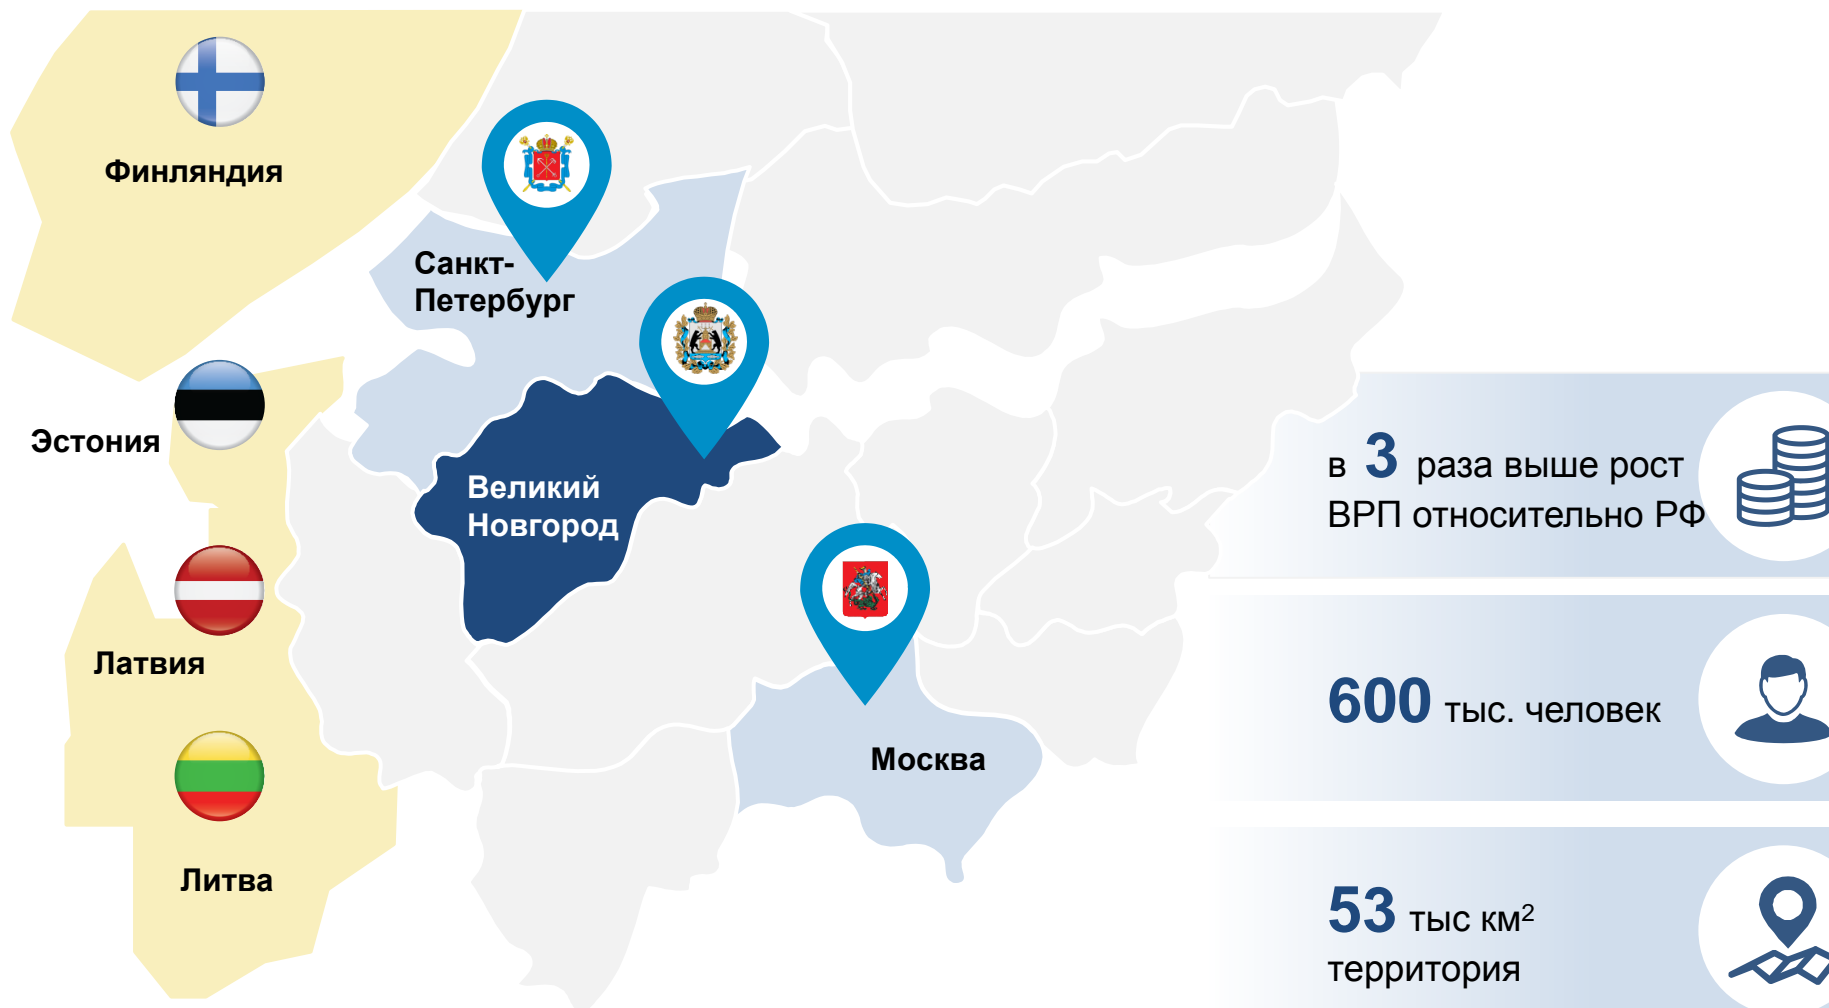 Финляндия
Санкт-
Петербург
Эстония
Великий
Новгород
Латвия
Москва
Литва
в 3 раза выше рост
ВРП относительно РФ
600 тыс. человек
53 тыс км²
территория